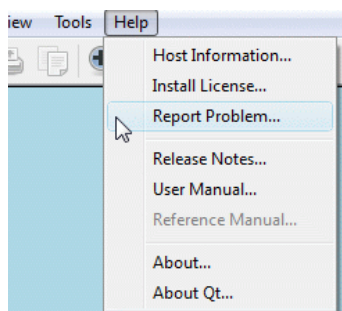 iew Tools Help
Host Information...
Install License...
Report Problem...
Release Notes...
User Manual...
Reference Manual...
About...
About Qt...